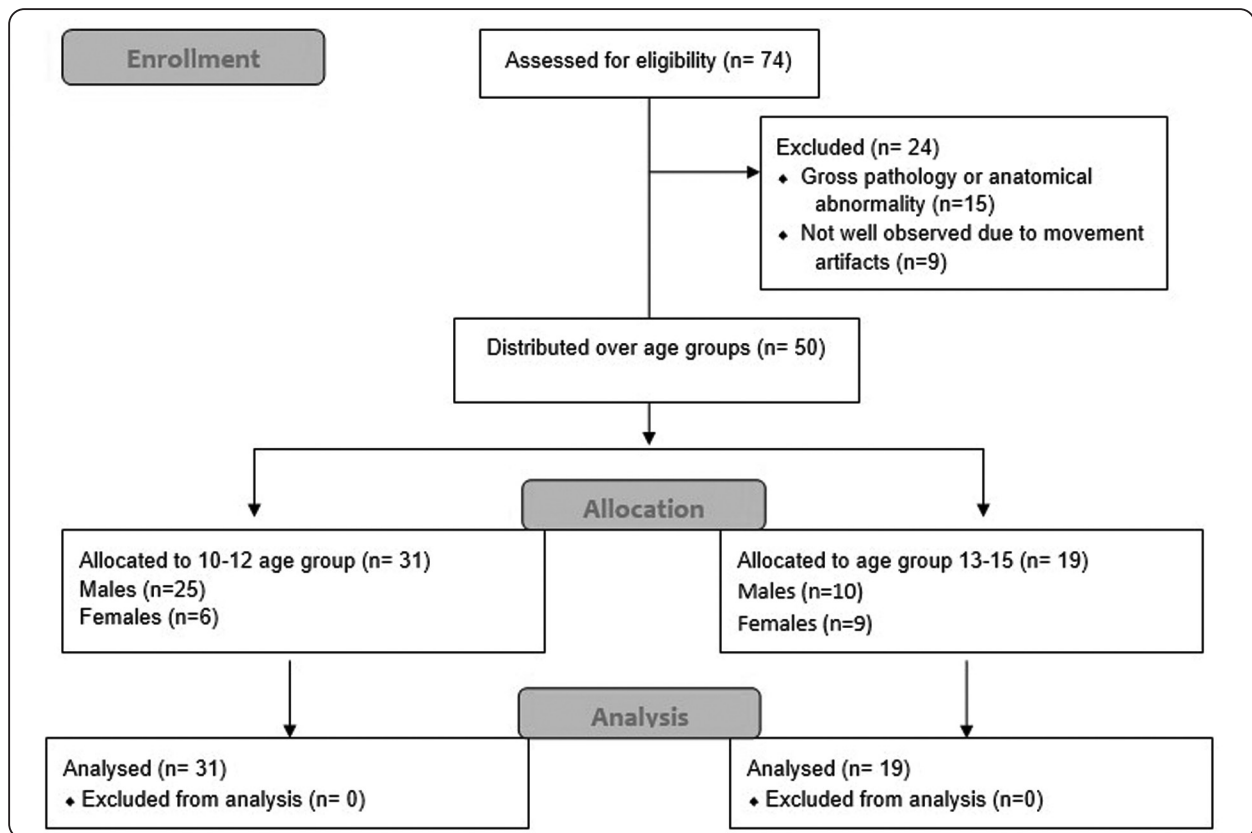 Enrollment
Assessed for eligibility (n= 74)
Excluded (n= 24)
⬥ Gross pathology or anatomical
abnormality (n=15)
⬥ Not well observed due to movement
artifacts (n=9)
Distributed over age groups (n= 50)
Allocation
Allocated to 10-12 age group (n= 31)
Males (n=25)
Females (n=6)
Allocated to age group 13-15 (n= 19)
Males (n=10)
Females (n=9)
Analysis
Analysed (n= 31)
⬥ Excluded from analysis (n= 0)
Analysed (n= 19)
⬥ Excluded from analysis (n=0)